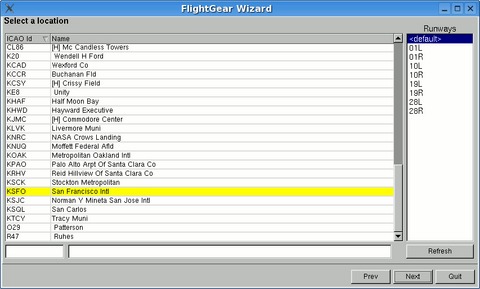 FlightGear Wizard
Select a location
ICAO Id Name
CL86 [H] Mc Candless Towers
K20 Wendell H Ford
KCAD Wexford Co
KCCR Buchanan Fld
KCSV [H] Crissy Field
KE8 Unity
KHAF Half Moon Bay
KHWD Hayward Executive
KJMC [H] Commodore Center
KLVK Livermore Muni
KNRC NASA Crows Landing
KNUQ Moffett Federal Afld
KOAK Metropolitan Oakland Intl
KPAO Palo Alto Arpt Of Santa Clara Co
KRHV Reid Hillview Of Santa Clara Co
KSCK Stockton Metropolitan
KSFO San Francisco Intl
KSJC Norman Y Mineta San Jose Intl
KSQL San Carlos
KTCY Tracy Muni
O29 Patterson
R47 Ruhes
Runways
<default>
01L
01R
10L
10R
19L
19R
28L
28R
Refresh
Prev Next Quit